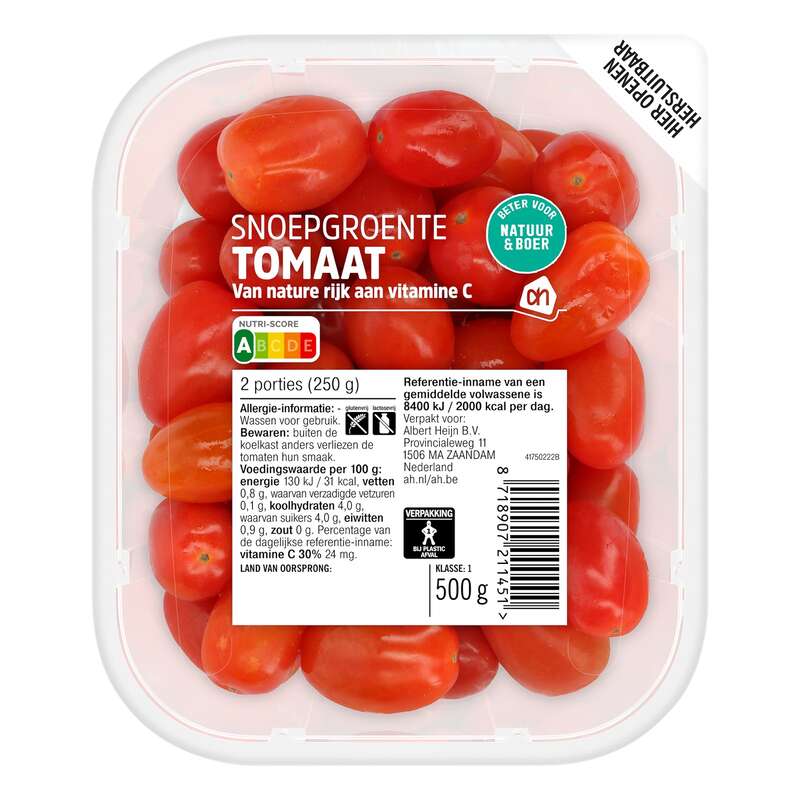 HIER OPENEN
HERSLUITBAAR
BETER VOOR
NATUUR
& BOER
SNOEPGROENTE
TOMAAT
Van nature rijk aan vitamine C
ah
NUTRI-SCORE
A B C D E
2 porties (250 g)
Allergie-informatie: - glutenvrij lactosevrij
Wassen voor gebruik.
Bewaren: buiten de
koelkast anders verliezen de
tomaten hun smaak.
Voedingswaarde per 100 g:
energie 130 kJ / 31 kcal, vetten
0,8 g, waarvan verzadigde vetzuren
0,1 g, koolhydraten 4,0 g,
waarvan suikers 4,0 g, eiwitten
0,9 g, zout 0 g. Percentage van
de dagelijkse referentie-inname:
vitamine C 30% 24 mg.
LAND VAN OORSPRONG:
Referentie-inname van een
gemiddelde volwassene is
8400 kJ / 2000 kcal per dag.
Verpakt voor:
Albert Heijn B.V.
Provincialeweg 11
1506 MA ZAANDAM
Nederland
ah.nl/ah.be
41750222B
VERPAKKING
1
BIJ PLASTIC
AFVAL
KLASSE: 1
500 g
8 718907 211451 >